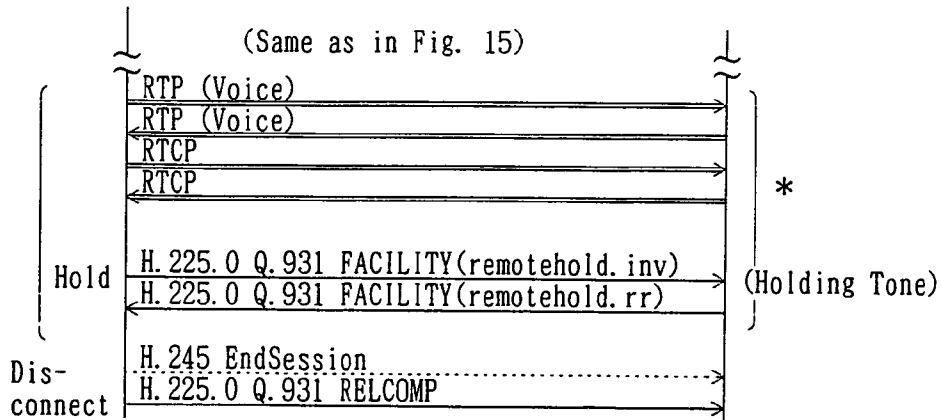 (Same as in Fig. 15)
RTP (Voice)
RTP (Voice)
RTCP
RTCP
*
H.225.0 Q.931 FACILITY(remotehold.inv)
Hold
(Holding Tone)
H.225.0 Q.931 FACILITY(remotehold.rr)
H.245 EndSession
Dis-
connect
H.225.0 Q.931 RELCOMP